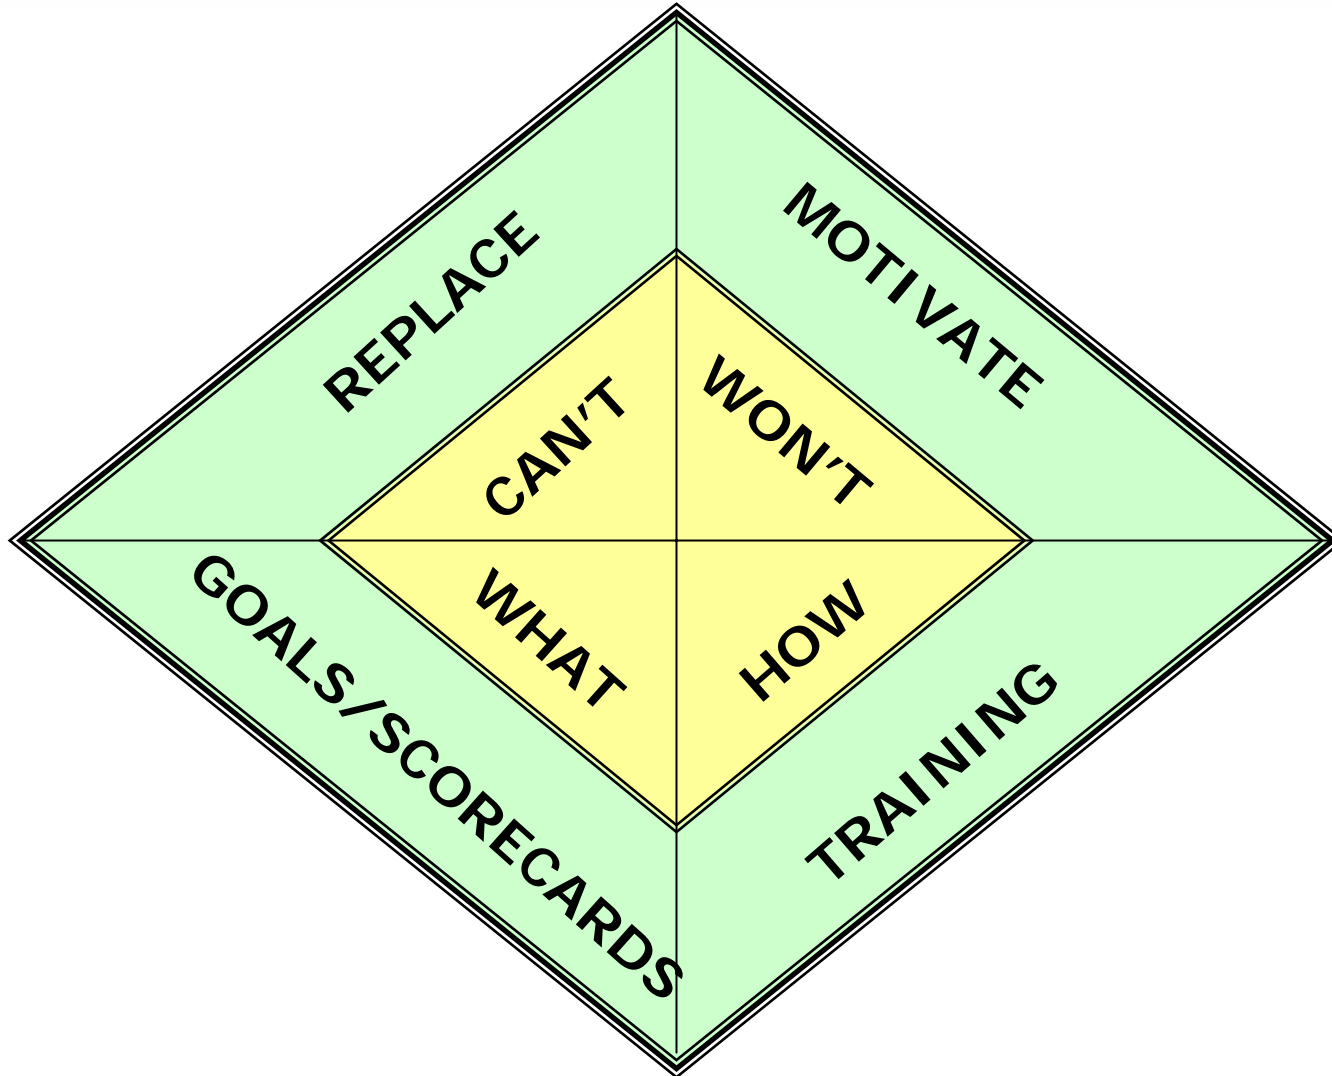 REPLACE
MOTIVATE
CAN'T
WON'T
WHAT
HOW
GOALS/SCORECARDS
TRAINING